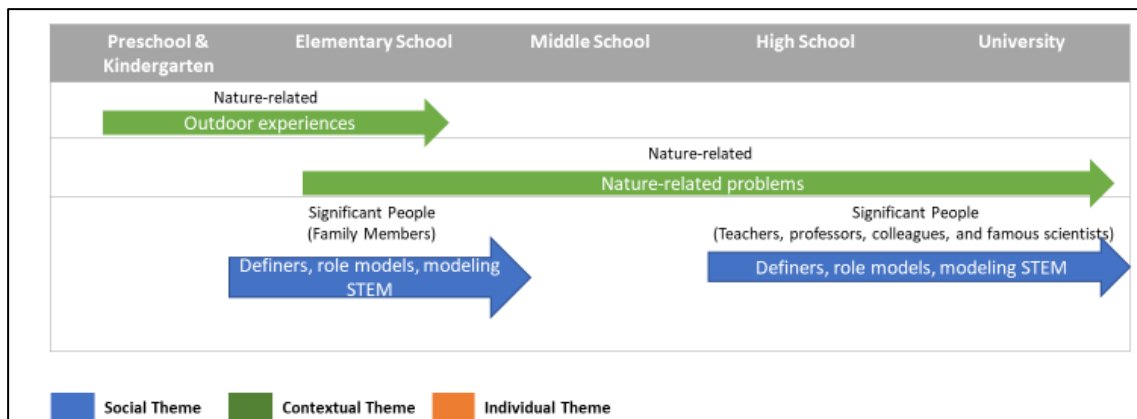 Preschool & Elementary School Middle School High School University
Kindergarten
Nature-related
Outdoor experiences
Nature-related
Nature-related problems
Significant People
(Family Members)
Definers, role models, modeling
STEM
Significant People
(Teachers, professors, colleagues, and famous scientists)
Definers, role models, modeling STEM
Social Theme Contextual Theme Individual Theme